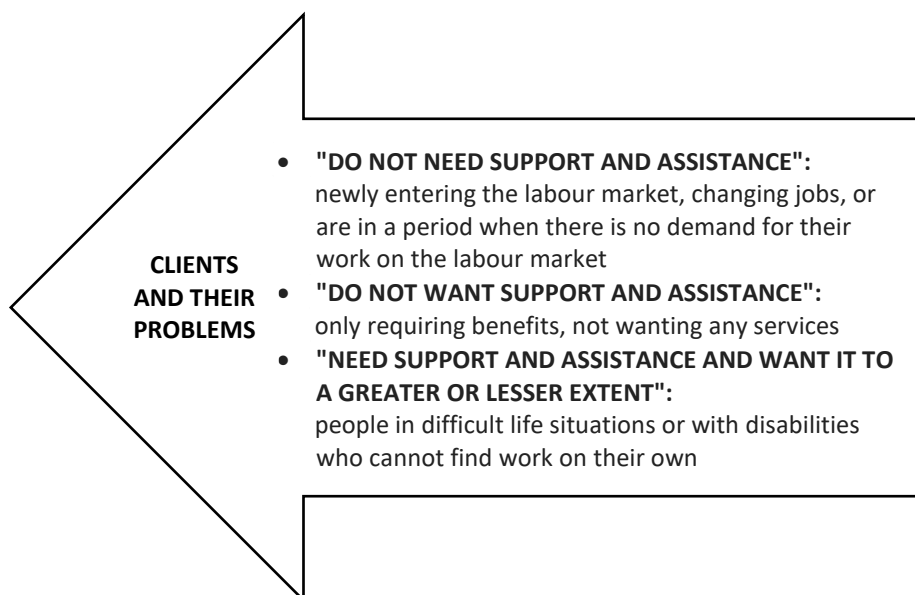 CLIENTS
AND THEIR
PROBLEMS
• "DO NOT NEED SUPPORT AND ASSISTANCE":
newly entering the labour market, changing jobs, or
are in a period when there is no demand for their
work on the labour market
• "DO NOT WANT SUPPORT AND ASSISTANCE":
only requiring benefits, not wanting any services
• "NEED SUPPORT AND ASSISTANCE AND WANT IT TO
A GREATER OR LESSER EXTENT":
people in difficult life situations or with disabilities
who cannot find work on their own